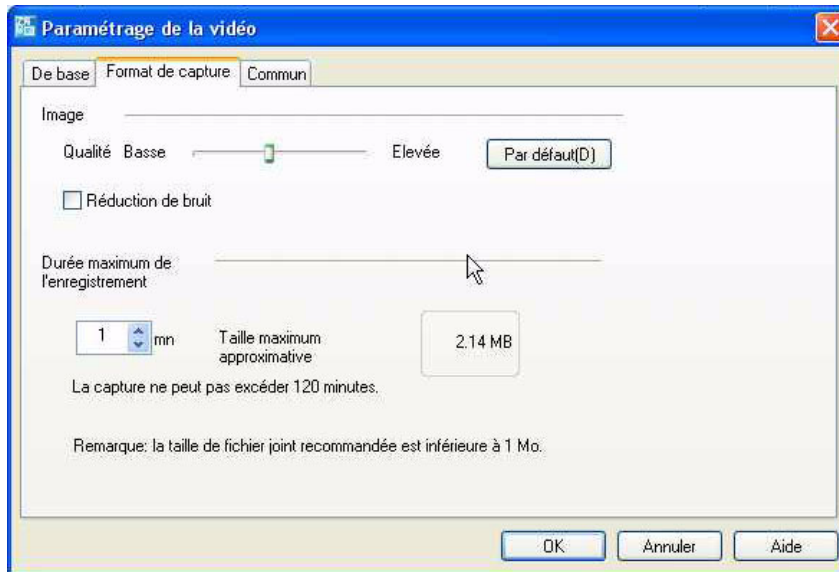 Paramétrage de la vidéo
De base Format de capture Commun
Image
Qualité Basse Elevée Par défaut(D)
Réduction de bruit
Durée maximum de
l'enregistrement
1 mn Taille maximum
approximative 2.14 MB
La capture ne peut pas excéder 120 minutes.
Remarque: la taille de fichier joint recommandée est inférieure à 1 Mo.
OK Annuler Aide